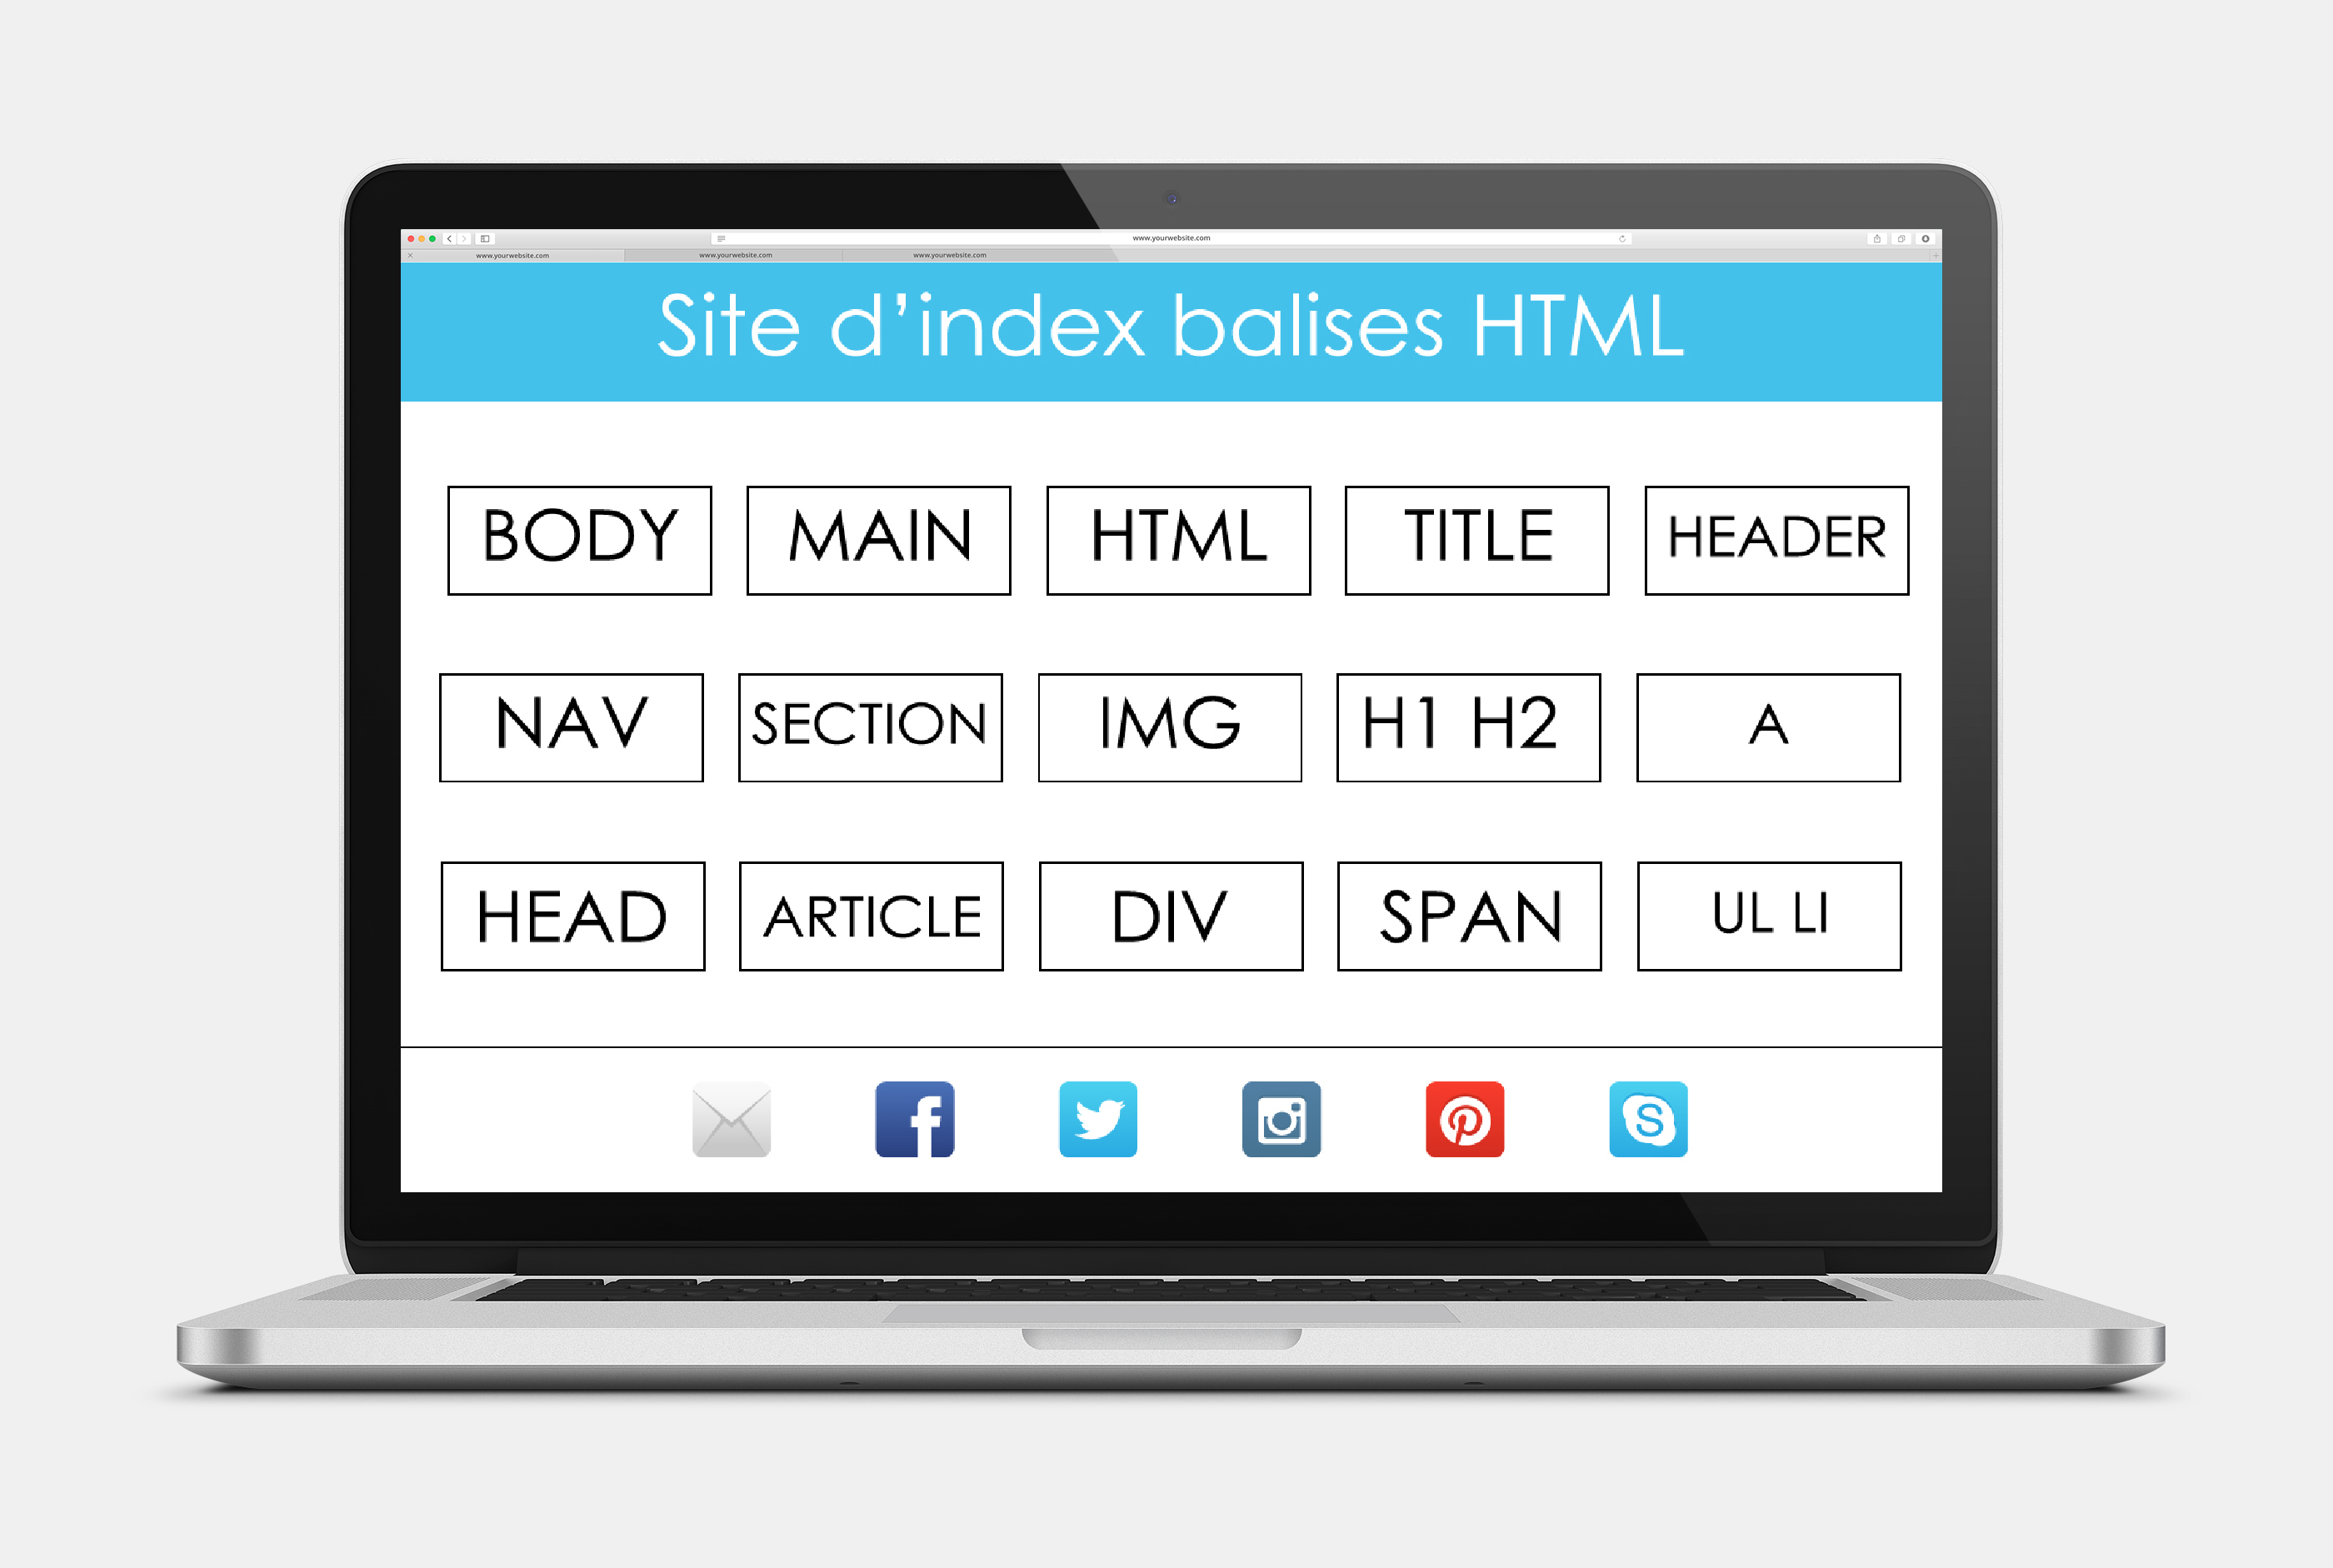 www.yourwebsite.com
www.yourwebsite.com www.yourwebsite.com www.yourwebsite.com
Site d'index balises HTML
BODY MAIN HTML TITLE HEADER
NAV SECTION IMG H1 H2 A
HEAD ARTICLE DIV SPAN UL LI